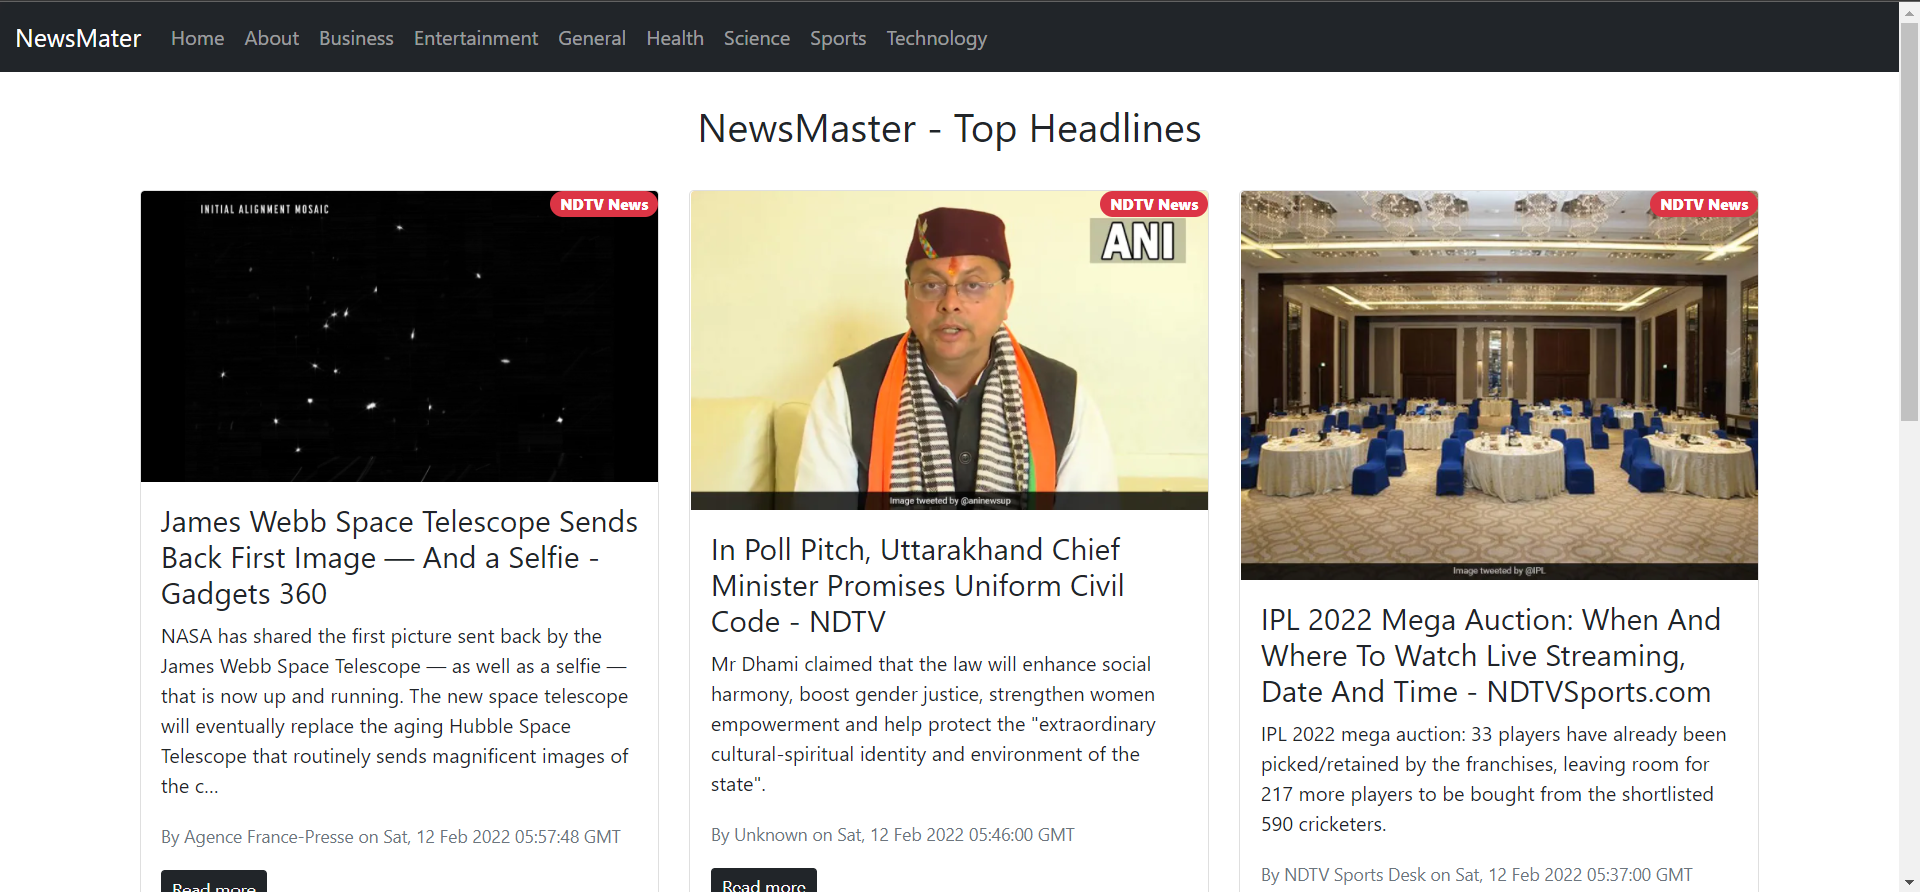 NewsMater Home About Business Entertainment General Health Science Sports Technology
NewsMaster - Top Headlines
INITIAL ALIGNMENT MOSAIC
NDTV News
James Webb Space Telescope Sends
Back First Image — And a Selfie -
Gadgets 360
NASA has shared the first picture sent back by the
James Webb Space Telescope — as well as a selfie —
that is now up and running. The new space telescope
will eventually replace the aging Hubble Space
Telescope that routinely sends magnificent images of
the c...
By Agence France-Presse on Sat, 12 Feb 2022 05:57:48 GMT
Read more
NDTV News
ANI
Image tweeted by @aninewsup
In Poll Pitch, Uttarakhand Chief
Minister Promises Uniform Civil
Code - NDTV
Mr Dhami claimed that the law will enhance social
harmony, boost gender justice, strengthen women
empowerment and help protect the "extraordinary
cultural-spiritual identity and environment of the
state".
By Unknown on Sat, 12 Feb 2022 05:46:00 GMT
Read more
NDTV News
Image tweeted by @IPL
IPL 2022 Mega Auction: When And
Where To Watch Live Streaming,
Date And Time - NDTVSports.com
IPL 2022 mega auction: 33 players have already been
picked/retained by the franchises, leaving room for
217 more players to be bought from the shortlisted
590 cricketers.
By NDTV Sports Desk on Sat, 12 Feb 2022 05:37:00 GMT